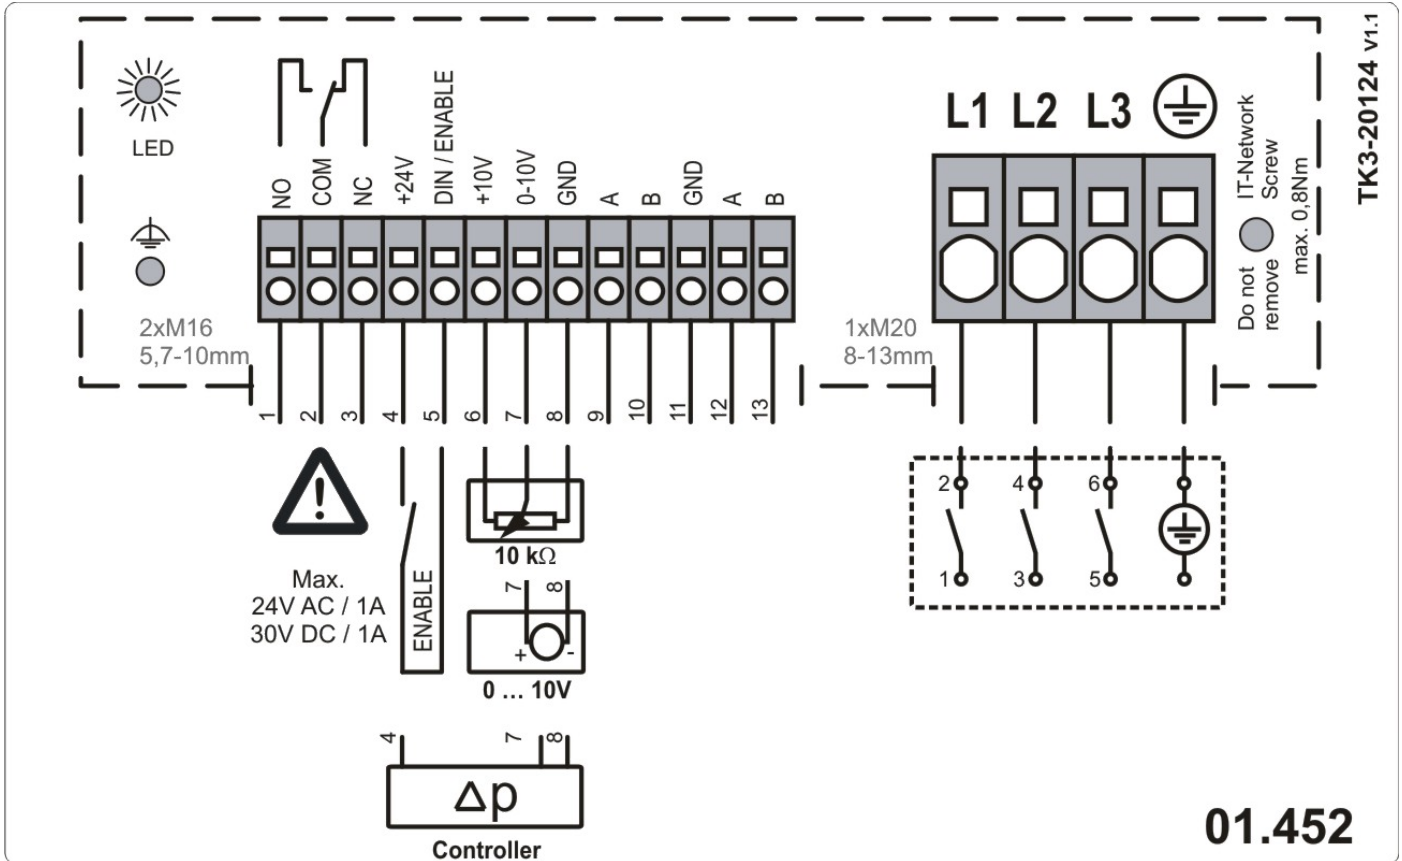 TK3-20124 V1.1
LED
NO
COM
NC
+24V
DIN / ENABLE
+10V
0-10V
GND
A
B
GND
A
B
L1 L2 L3
IT-Network
Screw
Do not
remove
max. 0,8Nm
2xM16
5,7-10mm
1xM20
8-13mm
1 2 3 4 5 6 7 8 9 10 11 12 13
!
Max.
24V AC / 1A
30V DC / 1A
ENABLE
10 kΩ
7 8
+ -
0 ... 10V
4 7 8
Δp
Controller
2 4 6
1 3 5
01.452